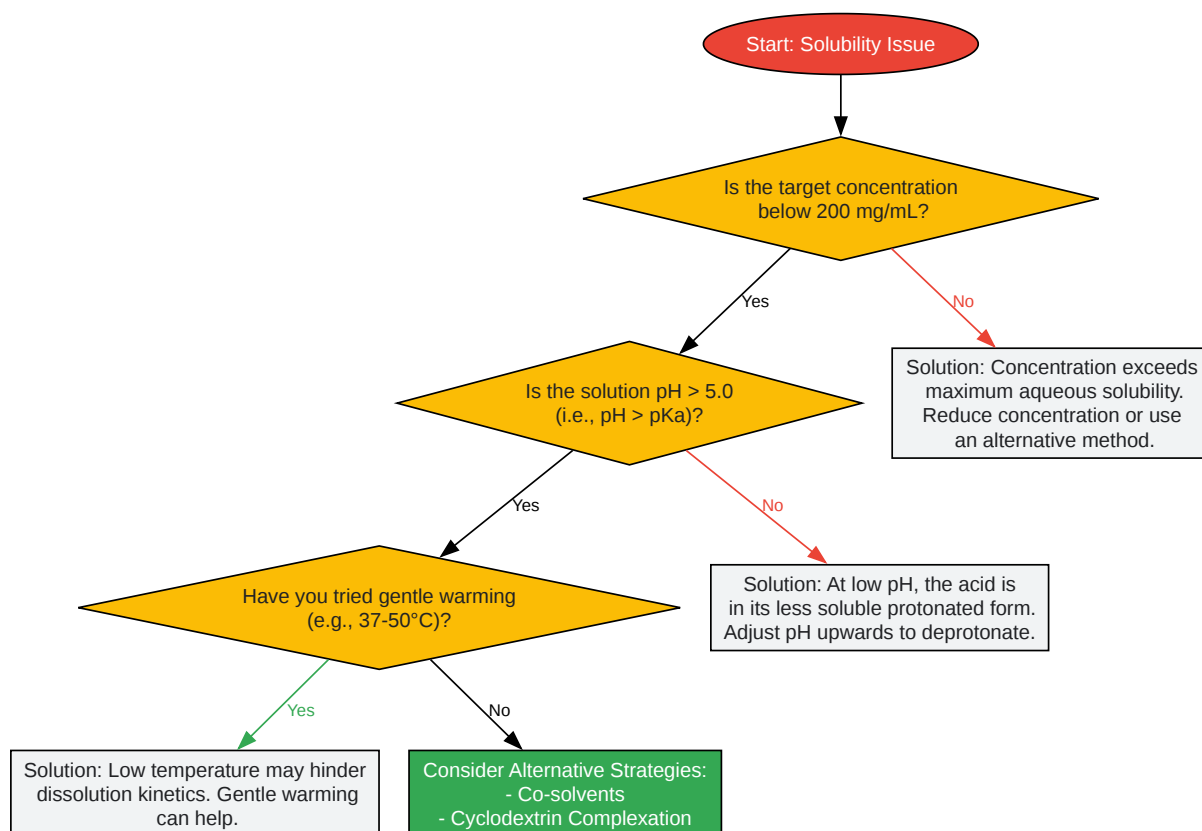 Start: Solubility Issue
Is the target concentration
below 200 mg/mL?
Yes
No
Solution: Concentration exceeds
maximum aqueous solubility.
Reduce concentration or use
an alternative method.
Is the solution pH > 5.0
(i.e., pH > pKa)?
Yes
No
Solution: At low pH, the acid is
in its less soluble protonated form.
Adjust pH upwards to deprotonate.
Have you tried gentle warming
(e.g., 37-50°C)?
Yes
No
Solution: Low temperature may hinder
dissolution kinetics. Gentle warming
can help.
Consider Alternative Strategies:
- Co-solvents
- Cyclodextrin Complexation